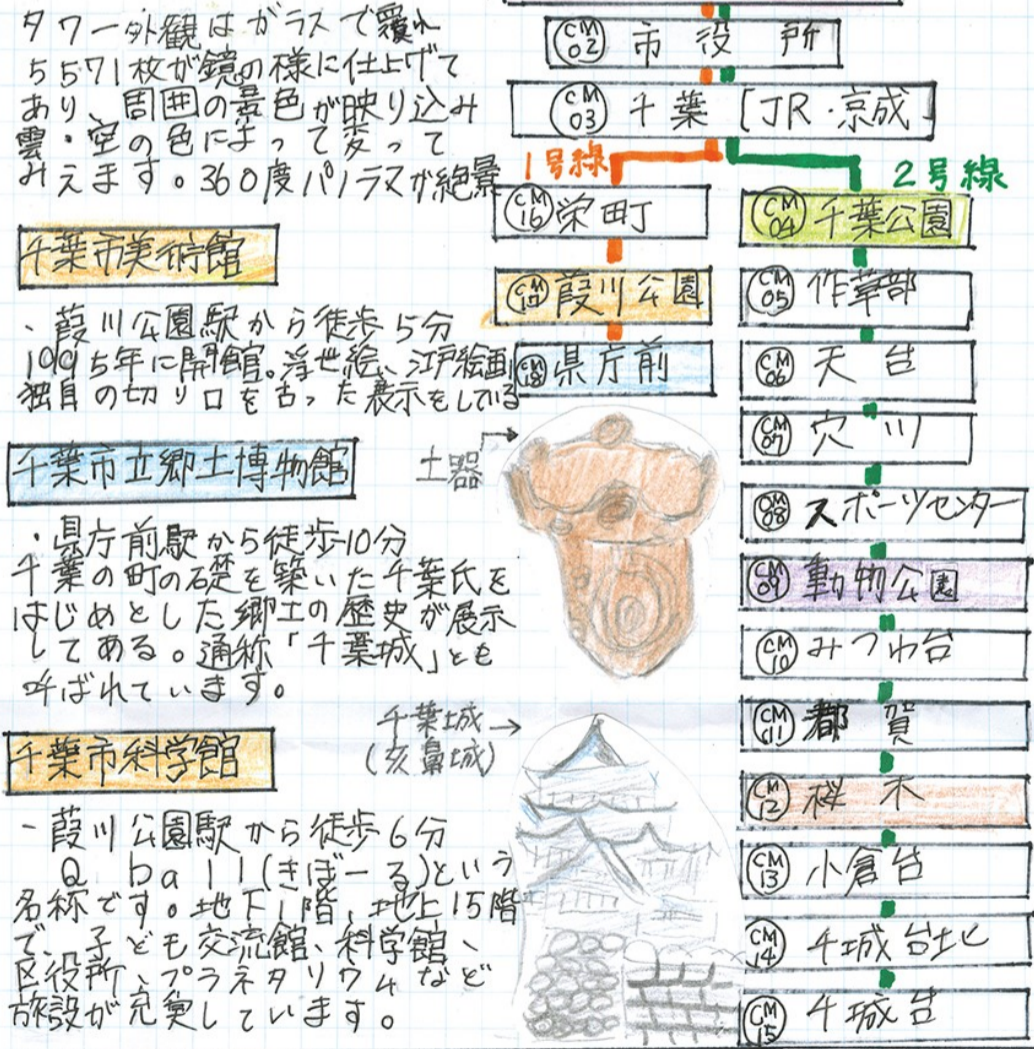 タワー外観はガラスで覆れ
5571枚が鏡の様に仕上げて
あり、周囲の景色が映り込み
雲・空の色によって変って
みえます。360度パノラマが絶景
千葉市美術館
・葭川公園駅から徒歩5分
1995年に開館。浮世絵、江戸絵画
独自の切り口を古った表示をしている
千葉市立郷土博物館
・県庁前駅から徒歩10分
千葉の町の礎を築いた千葉氏を
はじめとした郷土の歴史が展示
してある。通称「千葉城」とも
呼ばれています。
千葉市科学館
・葭川公園駅から徒歩6分
Qball(きぼーる)という
名称です。地下1階、地上15階
で、子ども交流館、科学館、
区役所、プラネタリウムなど
施設が充実しています。
土器
千葉城→
(亥鼻城)
CM02 市役所
CM03 千葉[JR・京成]
1号線
CM16 栄町
CM17 葭川公園
CM18 県庁前
2号線
CM04 千葉公園
CM05 作草部
CM06 天台
CM07 穴川
CM08 スポーツセンター
CM09 動物公園
CM10 みつわ台
CM11 都賀
CM12 桜木
CM13 小倉台
CM14 千城台北
CM15 千城台